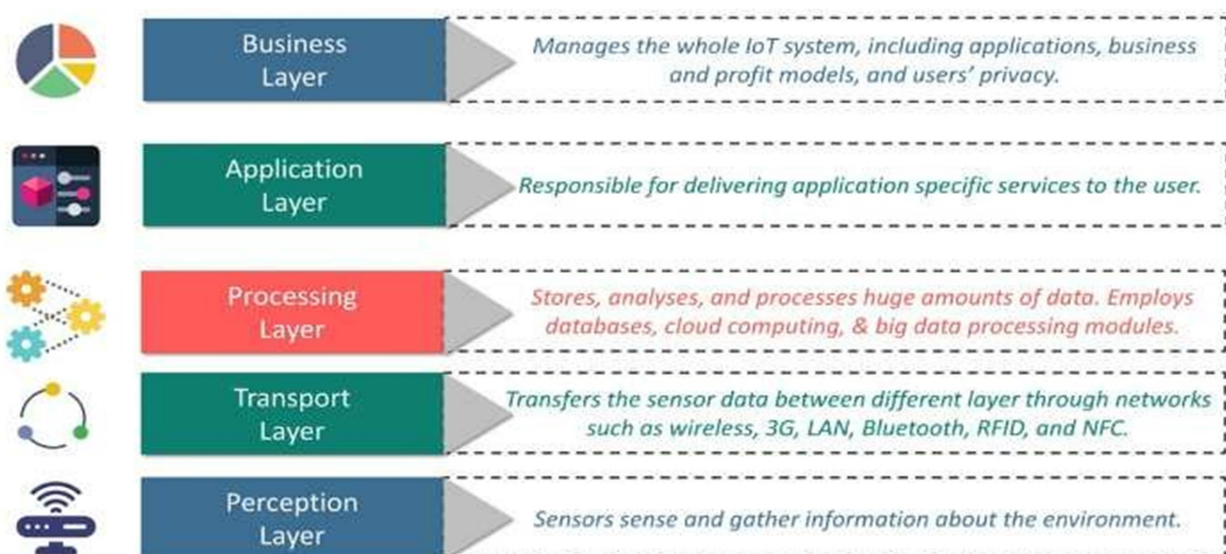 Business
Layer
Manages the whole IoT system, including applications, business
and profit models, and users' privacy.
Application
Layer
Responsible for delivering application specific services to the user.
Processing
Layer
Stores, analyses, and processes huge amounts of data. Employs
databases, cloud computing, & big data processing modules.
Transport
Layer
Transfers the sensor data between different layer through networks
such as wireless, 3G, LAN, Bluetooth, RFID, and NFC.
Perception
Layer
Sensors sense and gather information about the environment.